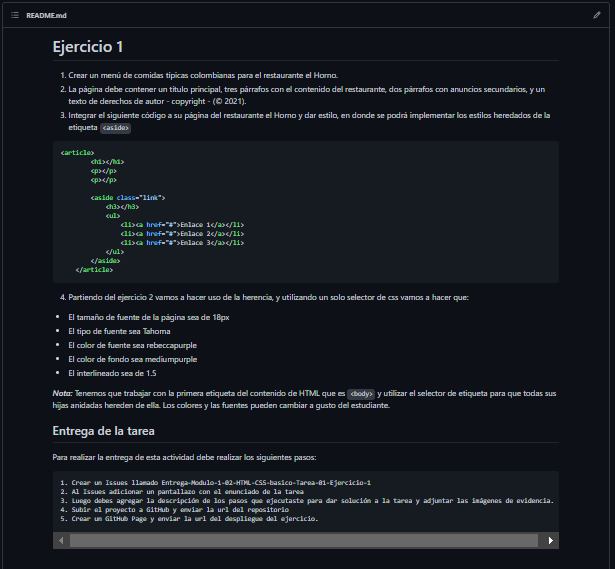 README.md
Ejercicio 1
1. Crear un menú de comidas típicas colombianas para el restaurante el Horno.
2. La página debe contener un título principal, tres párrafos con el contenido del restaurante, dos párrafos con anuncios secundarios, y un
texto de derechos de autor - copyright - (© 2021).
3. Integrar el siguiente código a su página del restaurante el Horno y dar estilo, en donde se podrá implementar los estilos heredados de la
etiqueta <aside>
<article>
<h1></h1>
<p></p>
<p></p>
<aside class="link">
<h3></h3>
<ul>
<li><a href="#">Enlace 1</a></li>
<li><a href="#">Enlace 2</a></li>
<li><a href="#">Enlace 3</a></li>
</ul>
</aside>
</article>
4. Partiendo del ejercicio 2 vamos a hacer uso de la herencia, y utilizando un solo selector de css vamos a hacer que:
• El tamaño de fuente de la página sea de 18px
• El tipo de fuente sea Tahoma
• El color de fuente sea rebeccapurple
• El color de fondo sea mediumpurple
• El interlineado sea de 1.5
Nota: Tenemos que trabajar con la primera etiqueta del contenido de HTML que es <body> y utilizar el selector de etiqueta para que todas sus
hijas anidadas hereden de ella. Los colores y las fuentes pueden cambiar a gusto del estudiante.
Entrega de la tarea
Para realizar la entrega de esta actividad debe realizar los siguientes pasos:
1. Crear un Issues llamado Entrega-Modulo-1-02-HTML-CSS-basico-Tarea-01-Ejercicio-1
2. Al issues adicionar un pantallazo con el enunciado de la tarea
3. Luego debes agregar la descripción de los pasos que ejecutaste para dar solución a la tarea y adjuntar las imágenes de evidencia.
4. Subir el proyecto a GitHub y enviar la url del repositorio
5. Crear un GitHub Page y enviar la url del despliegue del ejercicio.